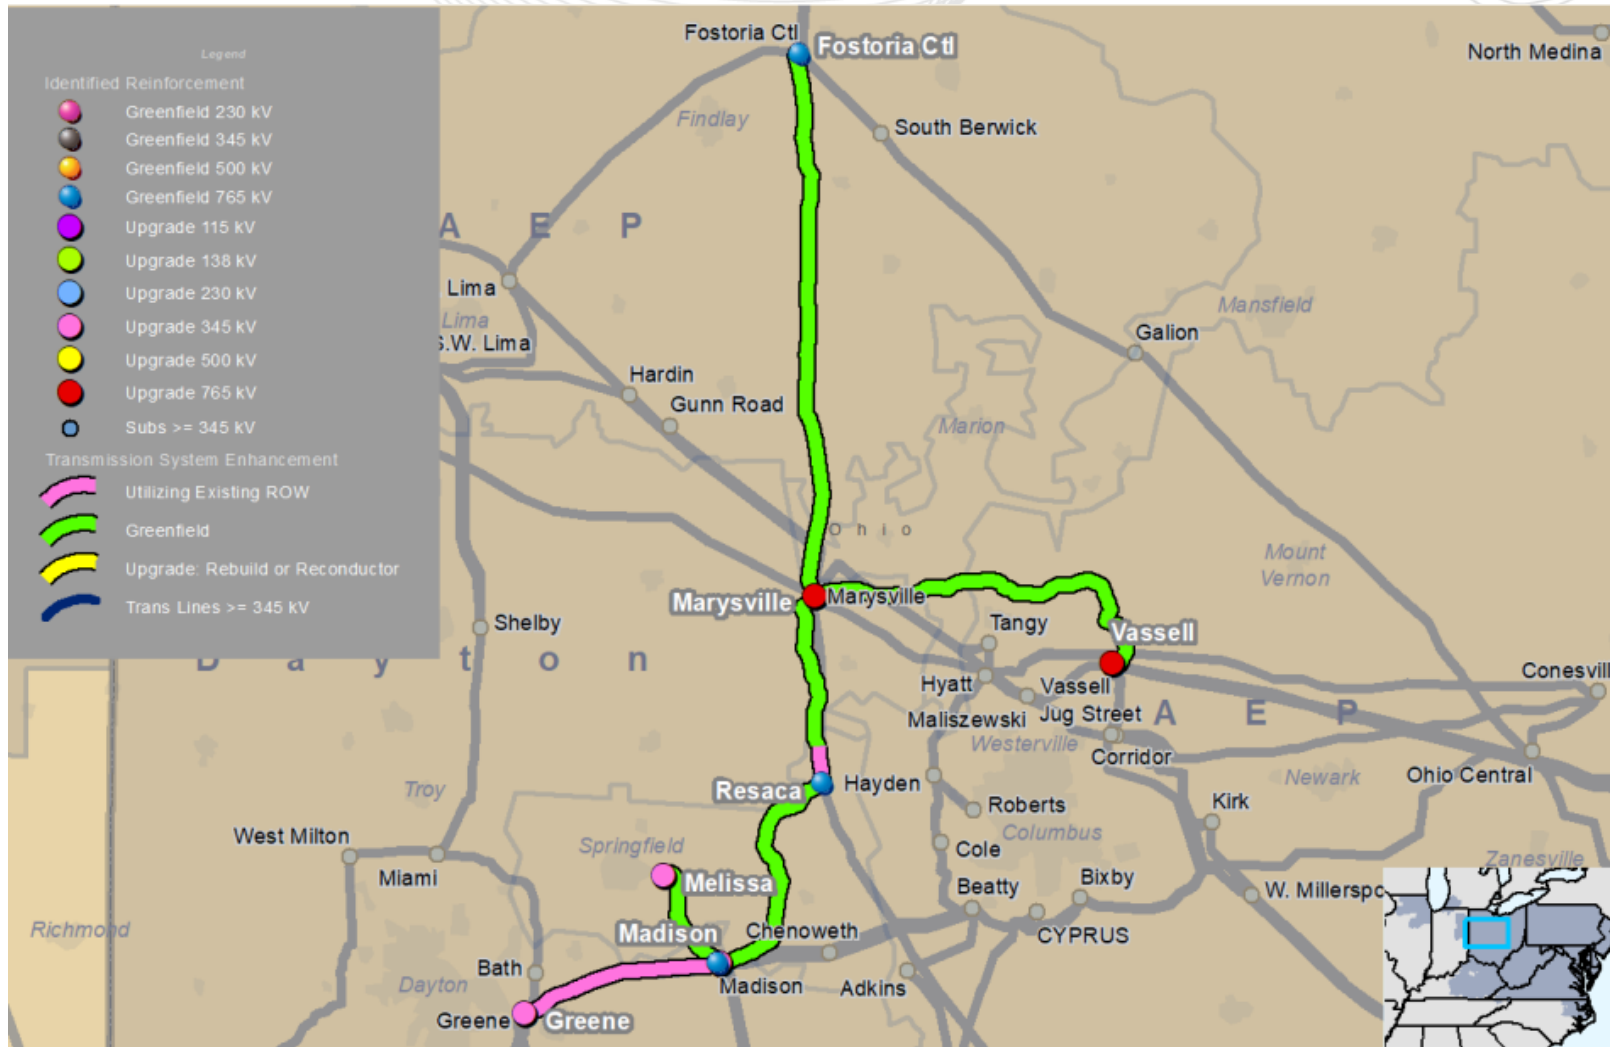 Legend
Identified Reinforcement
Greenfield 230 kV
Greenfield 345 kV
Greenfield 500 kV
Greenfield 765 kV
Upgrade 115 kV
Upgrade 138 kV
Upgrade 230 kV
Upgrade 345 kV
Upgrade 500 kV
Upgrade 765 kV
Subs >= 345 kV
Transmission System Enhancement
Utilizing Existing ROW
Greenfield
Upgrade: Rebuild or Reconductor
Trans Lines >= 345 kV
Fostoria Ctl
Fostoria Ctl
North Medina
Findlay
South Berwick
A E P
Lima
Lima
S.W. Lima
Mansfield
Galion
Hardin
Gunn Road
Marion
Ohio
Mount
Vernon
Marysville
Marysville
Shelby
Tangy
Vassell
D a y t o n
Hyatt
Vassell
Conesvill
Maliszewski
Jug Street
A E P
Westerville
Corridor
Troy
Resaca
Hayden
Newark
Ohio Central
Roberts
Kirk
Columbus
West Milton
Springfield
Cole
Zanesville
Miami
Melissa
Beatty
Bixby
W. Millerspo
Richmond
Madison
Chenoweth
CYPRUS
Bath
Dayton
Madison
Adkins
Greene
Greene